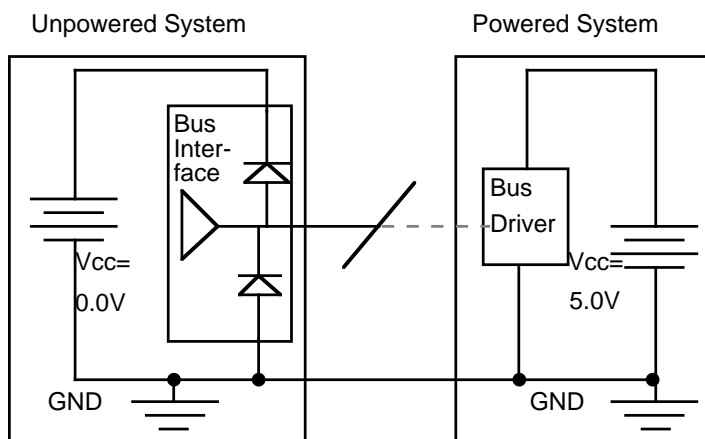 Unpowered System
Powered System
Bus
Inter-
face
Bus
Driver
Vcc=
0.0V
Vcc=
5.0V
GND
GND